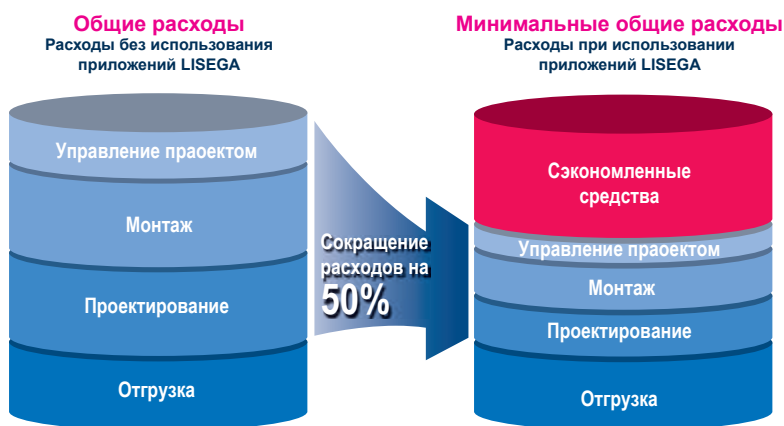 Общие расходы
Расходы без использования
приложений LISEGA
Управление праоектом
Монтаж
Проектирование
Отгрузка
Сокращение
расходов на
50%
Минимальные общие расходы
Расходы при использовании
приложений LISEGA
Сэкономленные
средства
Управление праоектом
Монтаж
Проектирование
Отгрузка